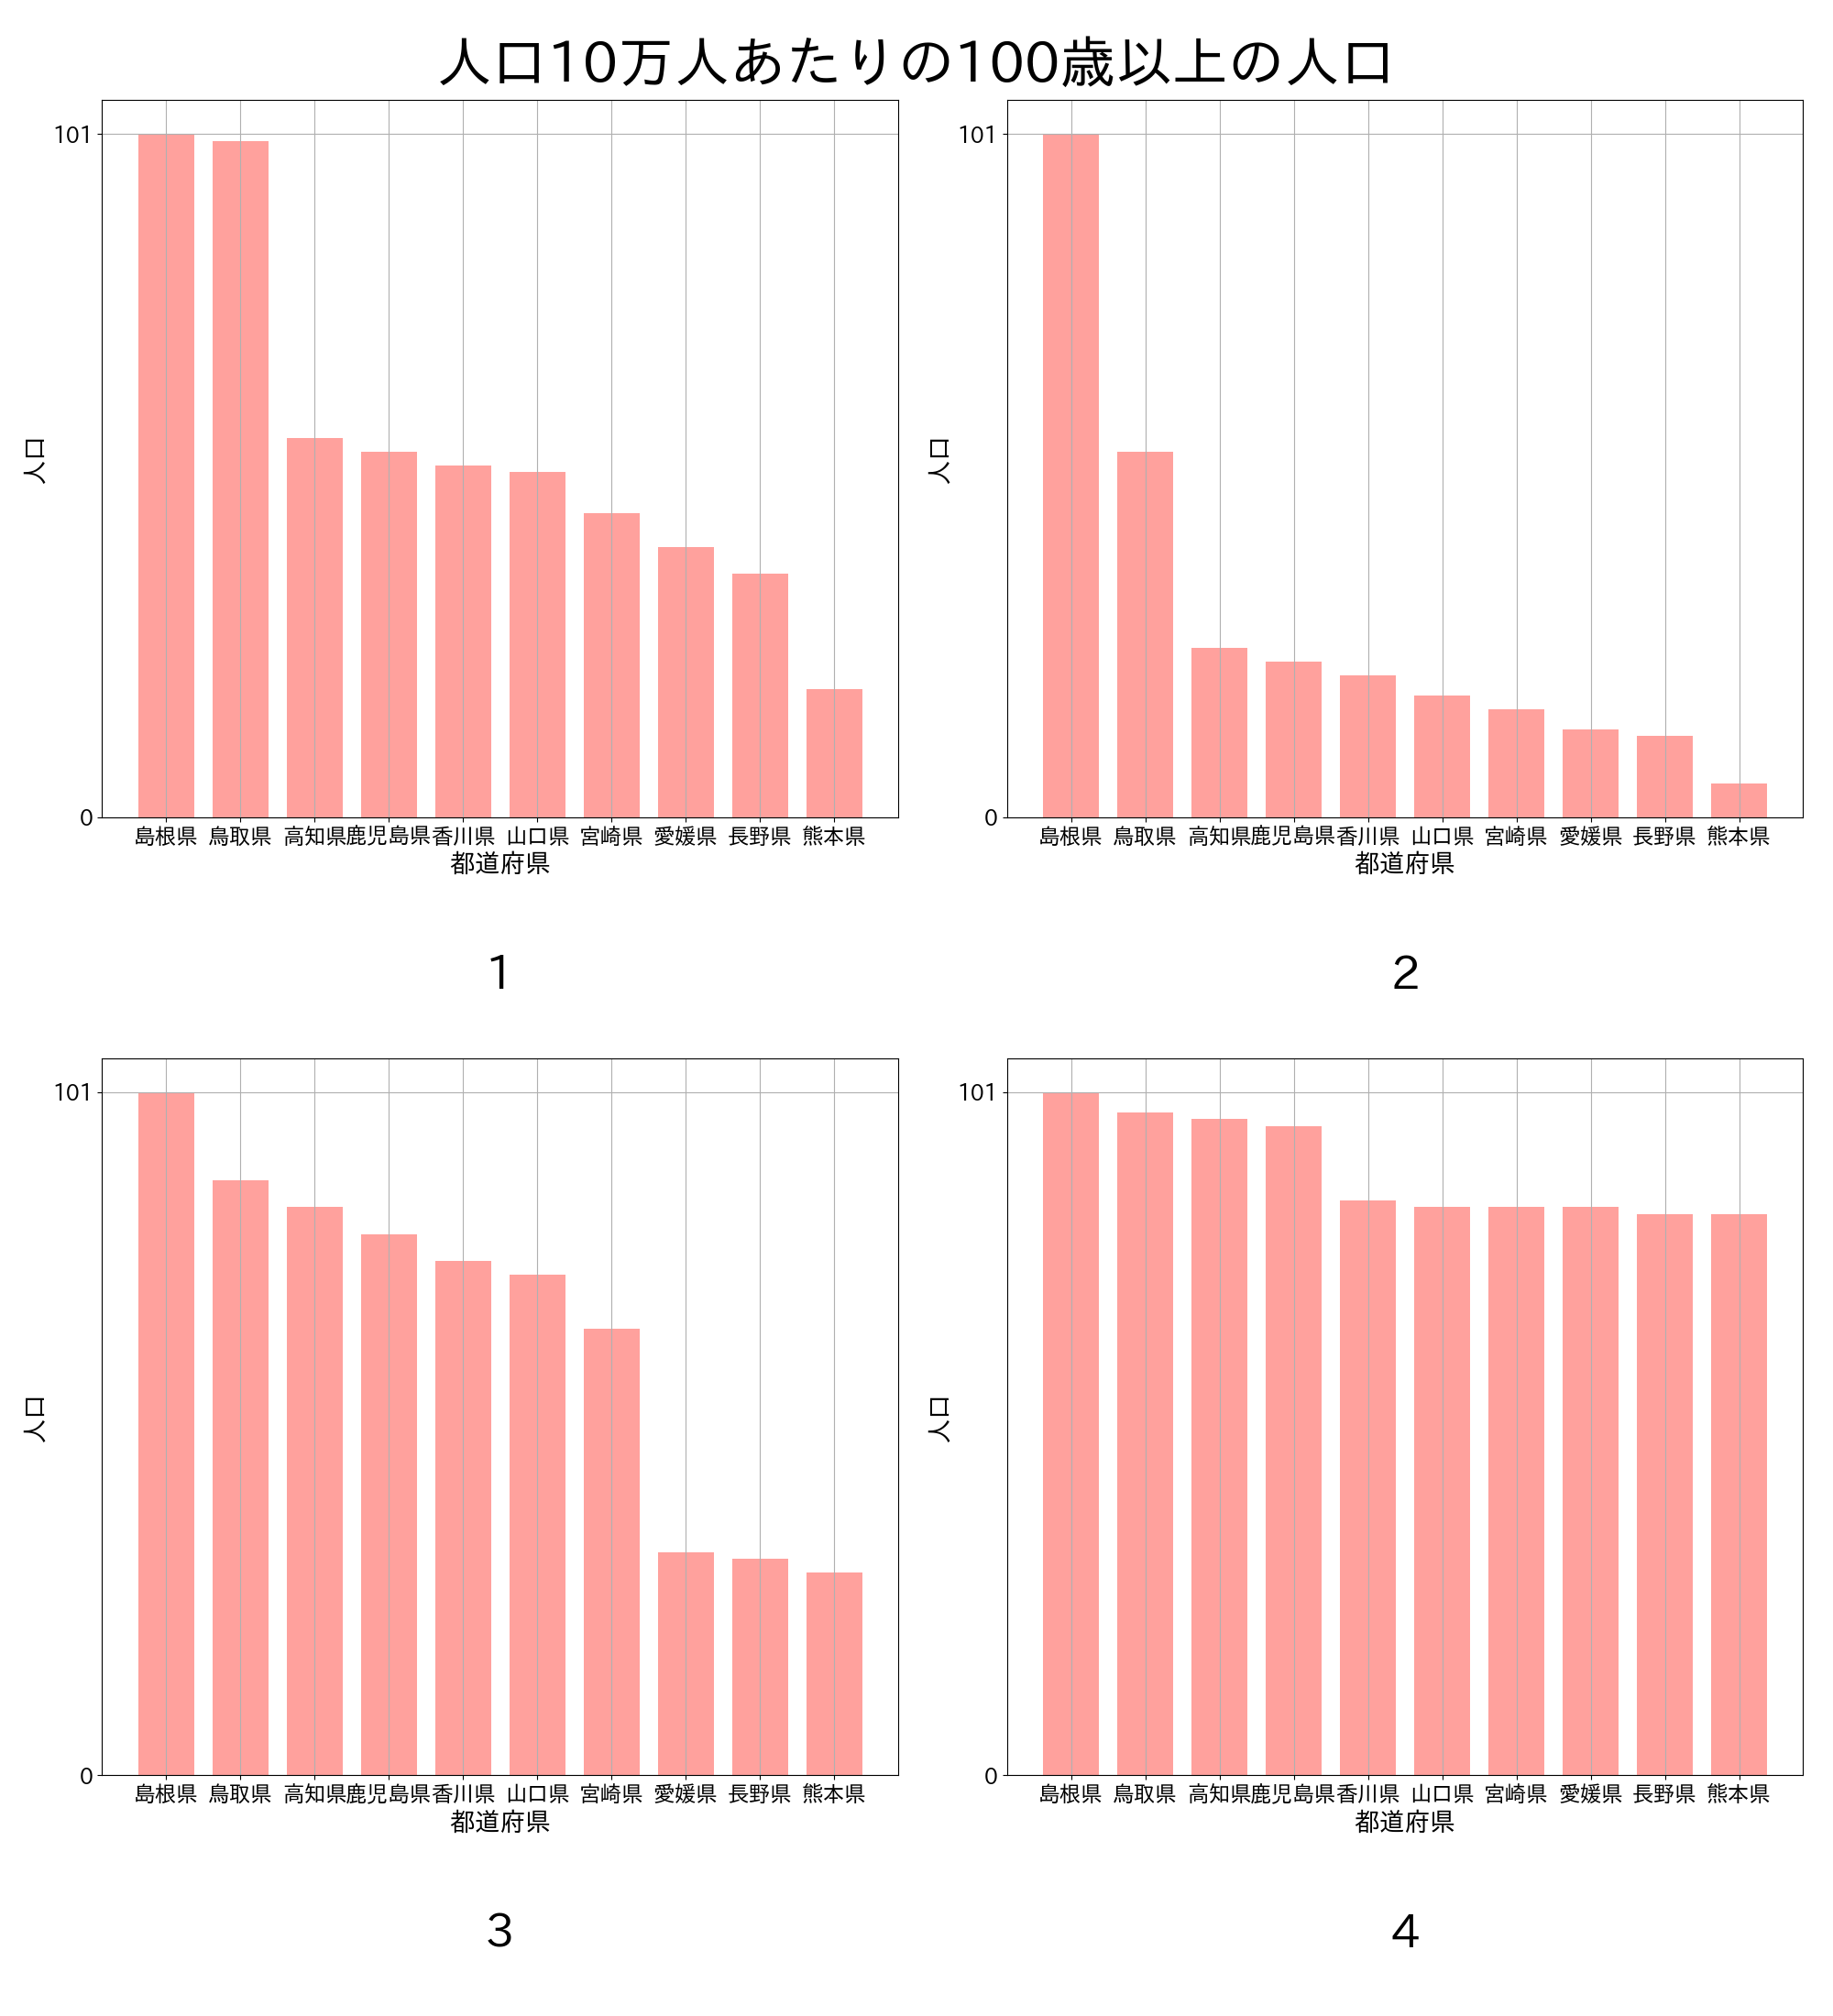 人口10万人あたりの100歳以上の人口
101
0
人口
島根県 鳥取県 高知県 鹿児島県 香川県 山口県 宮崎県 愛媛県 長野県 熊本県
都道府県
1
101
0
人口
島根県 鳥取県 高知県 鹿児島県 香川県 山口県 宮崎県 愛媛県 長野県 熊本県
都道府県
2
101
0
人口
島根県 鳥取県 高知県 鹿児島県 香川県 山口県 宮崎県 愛媛県 長野県 熊本県
都道府県
3
101
0
人口
島根県 鳥取県 高知県 鹿児島県 香川県 山口県 宮崎県 愛媛県 長野県 熊本県
都道府県
4